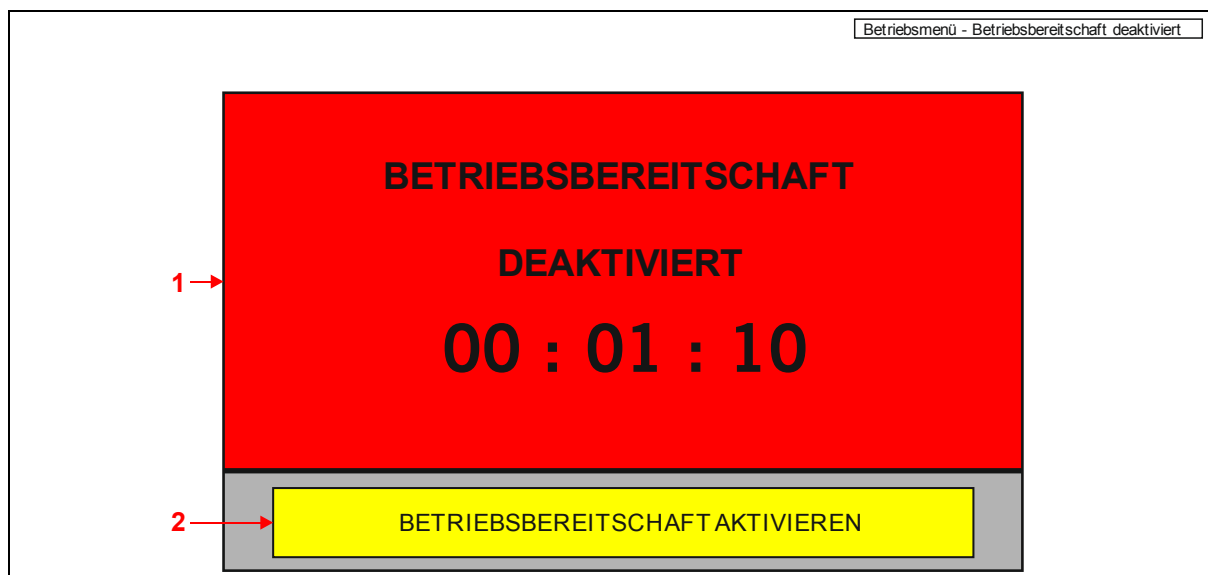 Betriebsmenü - Betriebsbereitschaft deaktiviert
BETRIEBSBEREITSCHAFT
DEAKTIVIERT
1
00 : 01 : 10
2
BETRIEBSBEREITSCHAFT AKTIVIEREN